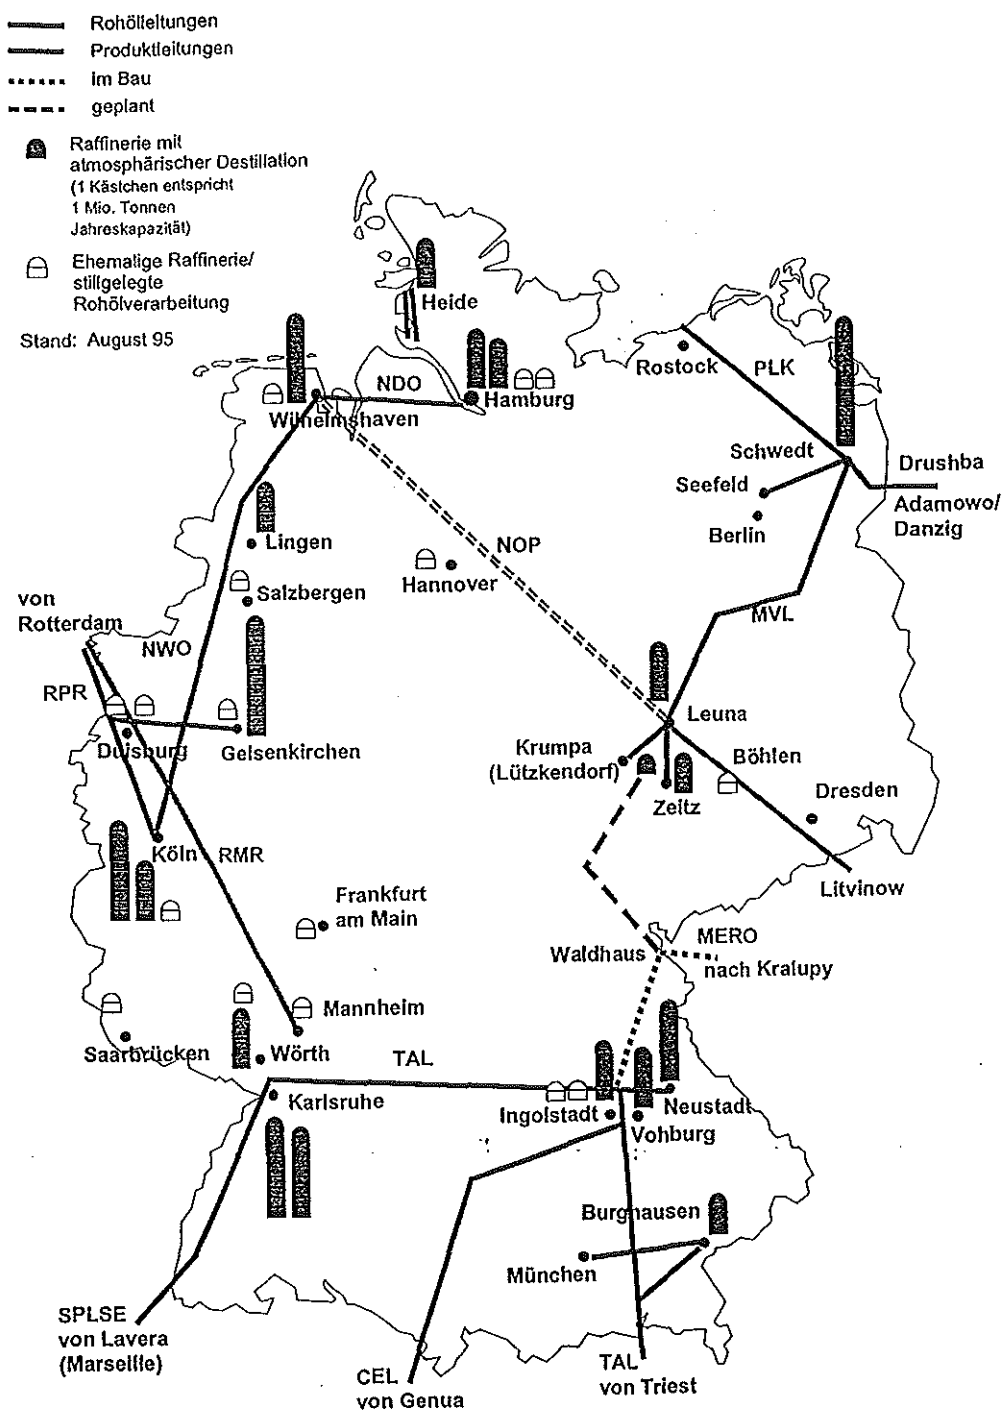 Rohölleitungen
Produktleitungen
im Bau
geplant
Raffinerie mit
atmosphärischer Destillation
(1 Kästchen entspricht
1 Mio. Tonnen
Jahreskapazität)
Ehemalige Raffinerie/
stillgelegte
Rohölverarbeitung
Stand: August 95
Heide
NDO
Hamburg
Wilhelmshaven
Rostock
PLK
Schwedt
Drushba
Seefeld
Adamowo/
Danzig
Berlin
Lingen
NOP
Hannover
Salzbergen
von
Rotterdam
NWO
MVL
RPR
Leuna
Duisburg
Gelsenkirchen
Krumpa
(Lützkendorf)
Böhlen
Zeitz
Dresden
Köln
RMR
Litvinow
Frankfurt
am Main
MERO
Waldhaus
nach Kralupy
Mannheim
Saarbrücken
Wörth
TAL
Karlsruhe
Ingolstadt
Neustadt
Vohburg
Burghausen
München
SPLSE
von Lavera
(Marseille)
CEL
von Genua
TAL
von Triest